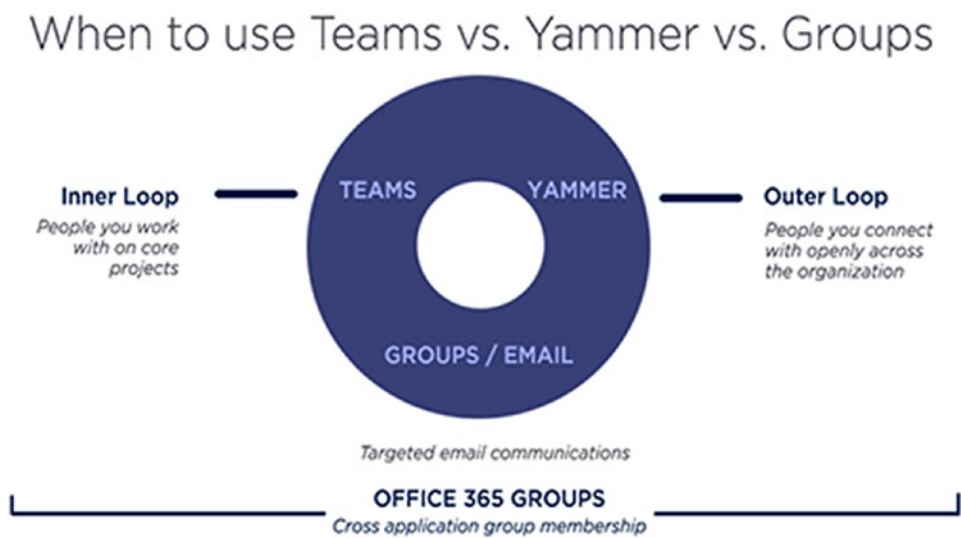 When to use Teams vs. Yammer vs. Groups
TEAMS
YAMMER
Inner Loop
People you work
with on core
projects
Outer Loop
People you connect
with openly across
the organization
GROUPS / EMAIL
Targeted email communications
OFFICE 365 GROUPS
Cross application group membership